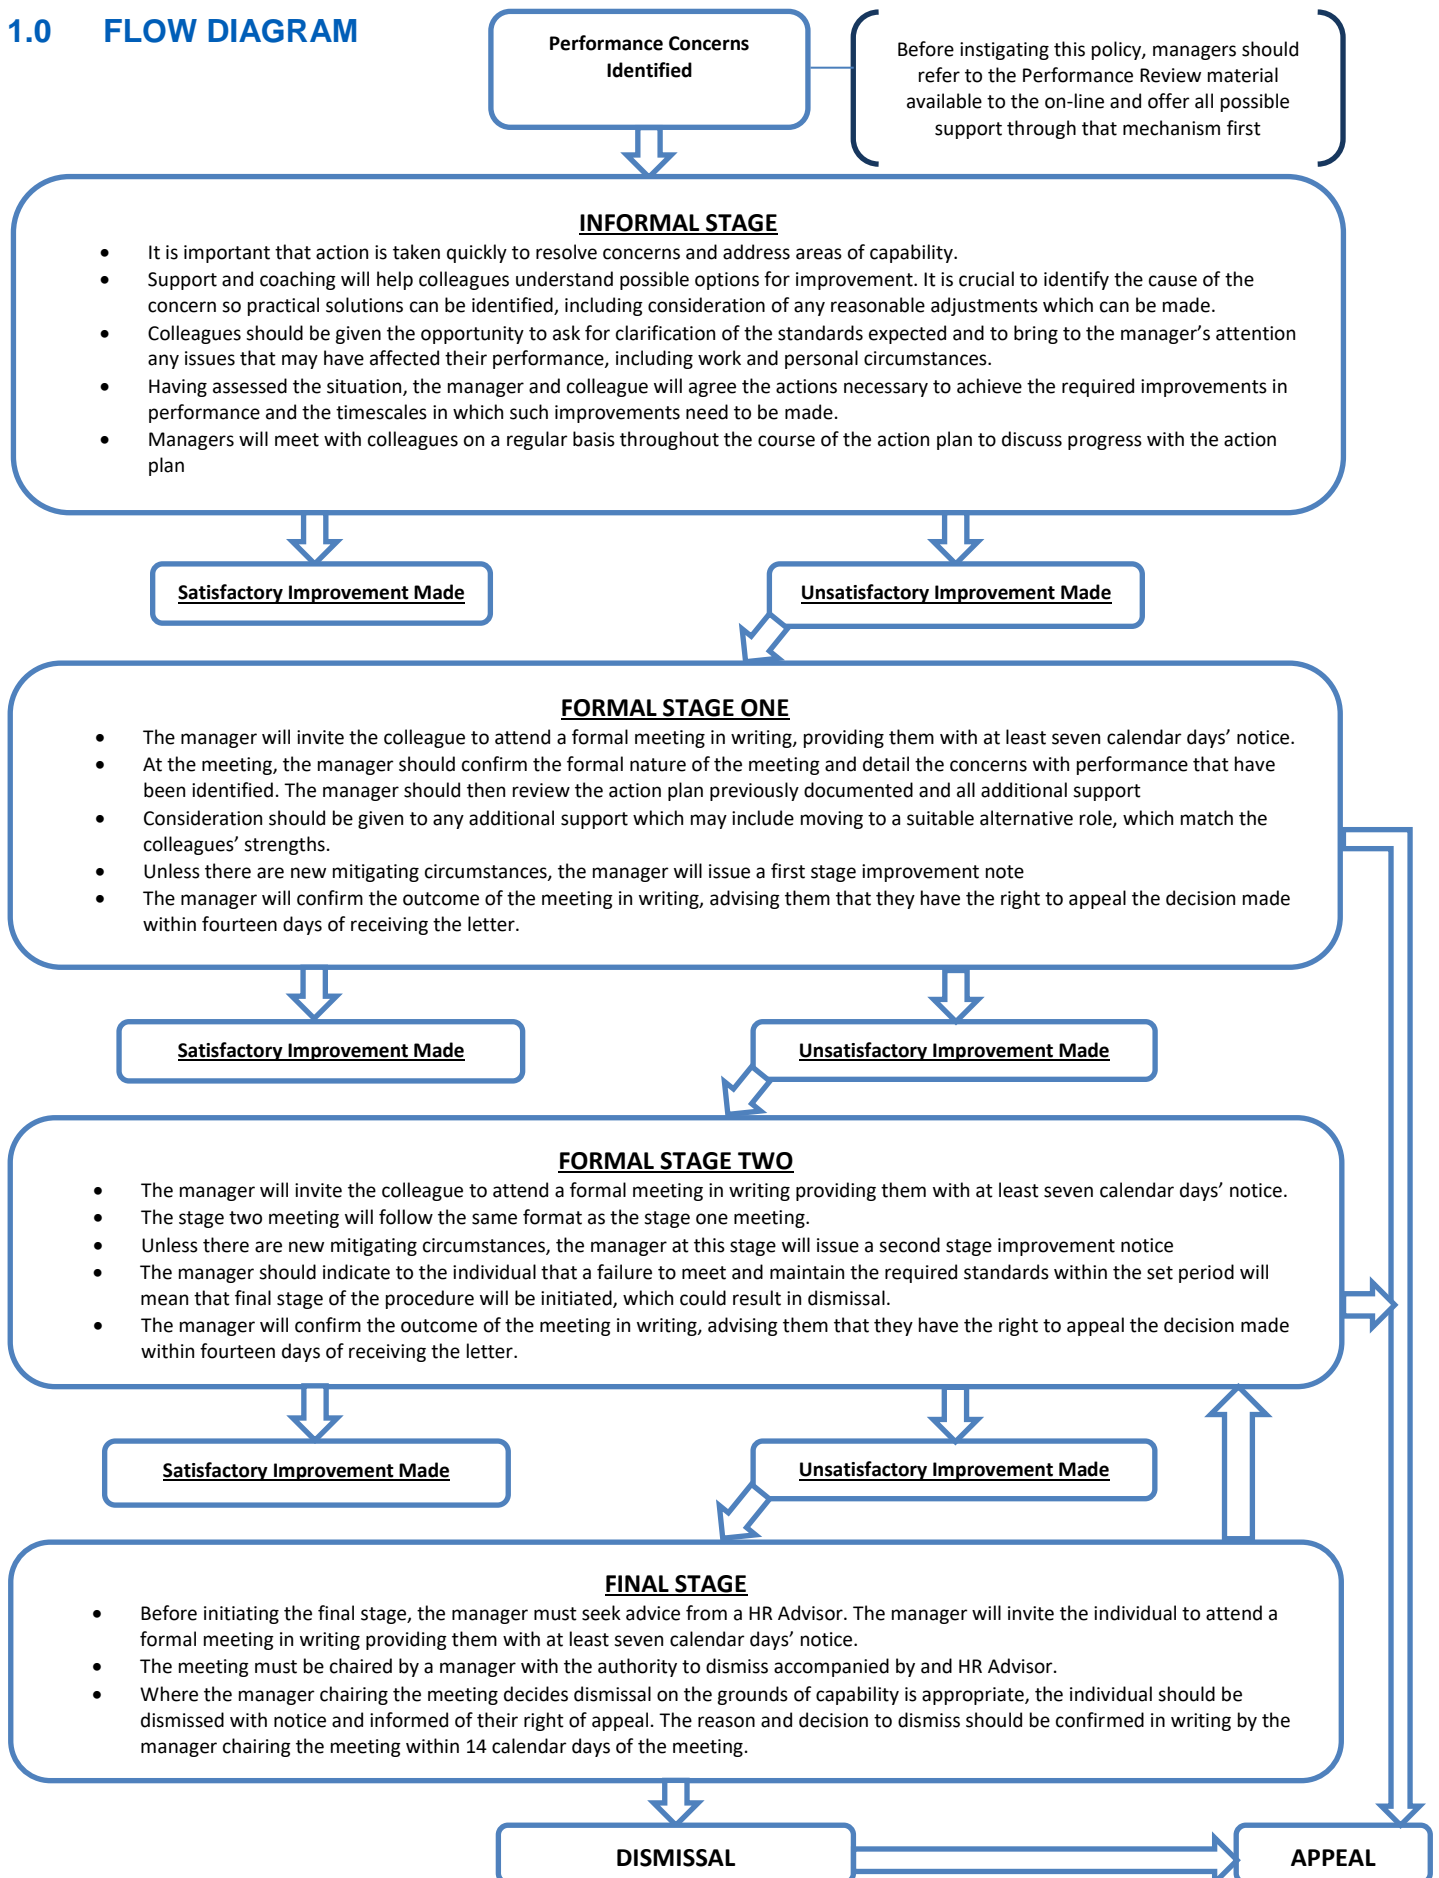 1.0 FLOW DIAGRAM
Performance Concerns
Identified
Before instigating this policy, managers should
refer to the Performance Review material
available to the on-line and offer all possible
support through that mechanism first
INFORMAL STAGE
• It is important that action is taken quickly to resolve concerns and address areas of capability.
• Support and coaching will help colleagues understand possible options for improvement. It is crucial to identify the cause of the
concern so practical solutions can be identified, including consideration of any reasonable adjustments which can be made.
• Colleagues should be given the opportunity to ask for clarification of the standards expected and to bring to the manager’s attention
any issues that may have affected their performance, including work and personal circumstances.
• Having assessed the situation, the manager and colleague will agree the actions necessary to achieve the required improvements in
performance and the timescales in which such improvements need to be made.
• Managers will meet with colleagues on a regular basis throughout the course of the action plan to discuss progress with the action
plan
Satisfactory Improvement Made
Unsatisfactory Improvement Made
FORMAL STAGE ONE
• The manager will invite the colleague to attend a formal meeting in writing, providing them with at least seven calendar days’ notice.
• At the meeting, the manager should confirm the formal nature of the meeting and detail the concerns with performance that have
been identified. The manager should then review the action plan previously documented and all additional support
• Consideration should be given to any additional support which may include moving to a suitable alternative role, which match the
colleagues’ strengths.
• Unless there are new mitigating circumstances, the manager will issue a first stage improvement note
• The manager will confirm the outcome of the meeting in writing, advising them that they have the right to appeal the decision made
within fourteen days of receiving the letter.
Satisfactory Improvement Made
Unsatisfactory Improvement Made
FORMAL STAGE TWO
• The manager will invite the colleague to attend a formal meeting in writing providing them with at least seven calendar days’ notice.
• The stage two meeting will follow the same format as the stage one meeting.
• Unless there are new mitigating circumstances, the manager at this stage will issue a second stage improvement notice
• The manager should indicate to the individual that a failure to meet and maintain the required standards within the set period will
mean that final stage of the procedure will be initiated, which could result in dismissal.
• The manager will confirm the outcome of the meeting in writing, advising them that they have the right to appeal the decision made
within fourteen days of receiving the letter.
Satisfactory Improvement Made
Unsatisfactory Improvement Made
FINAL STAGE
• Before initiating the final stage, the manager must seek advice from a HR Advisor. The manager will invite the individual to attend a
formal meeting in writing providing them with at least seven calendar days’ notice.
• The meeting must be chaired by a manager with the authority to dismiss accompanied by and HR Advisor.
• Where the manager chairing the meeting decides dismissal on the grounds of capability is appropriate, the individual should be
dismissed with notice and informed of their right of appeal. The reason and decision to dismiss should be confirmed in writing by the
manager chairing the meeting within 14 calendar days of the meeting.
DISMISSAL
APPEAL